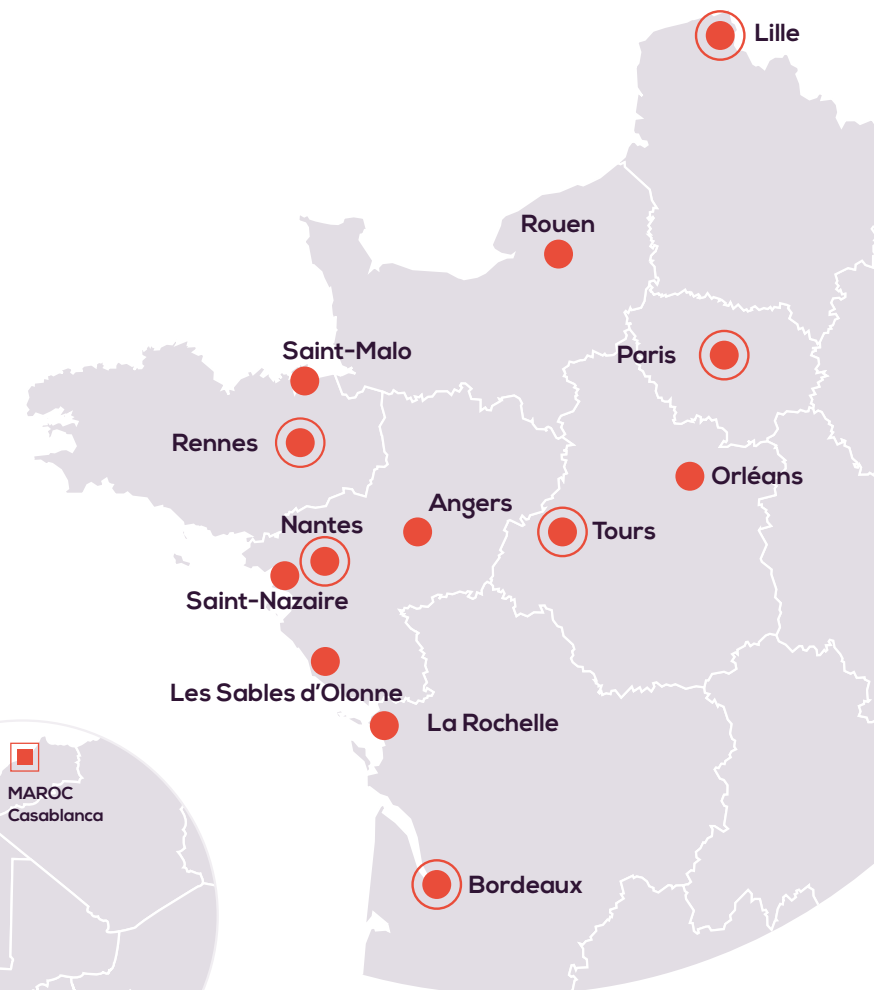 Lille
Rouen
Saint-Malo
Paris
Rennes
Orléans
Angers
Nantes
Tours
Saint-Nazaire
Les Sables d'Olonne
La Rochelle
MAROC
Casablanca
Bordeaux